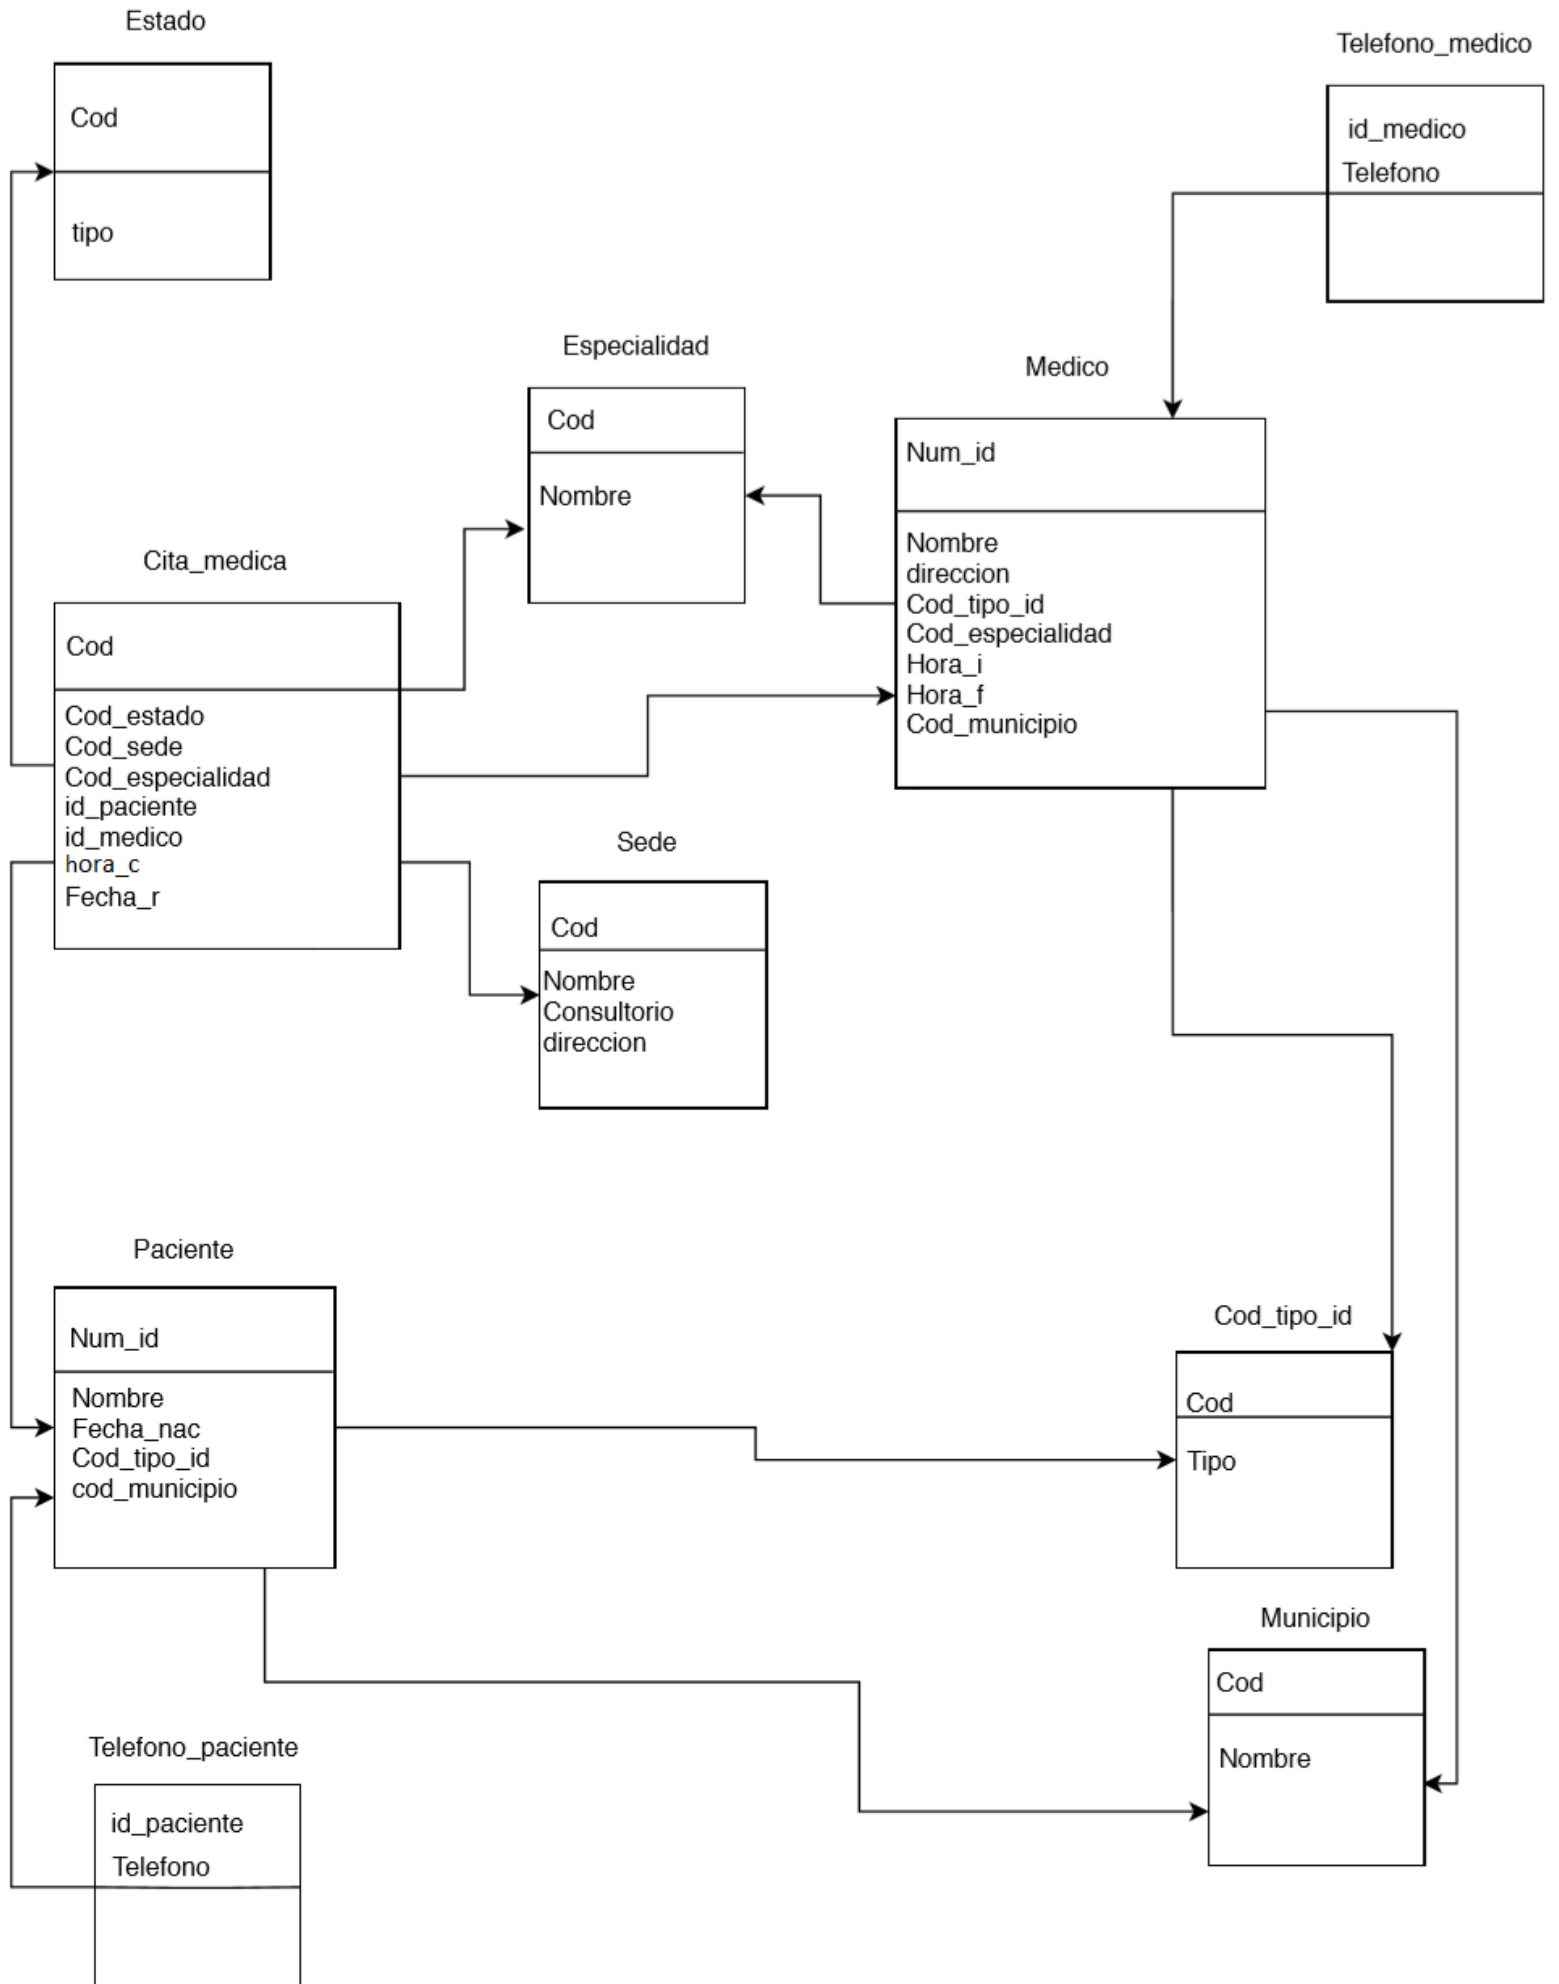 Estado
Cod
tipo
Telefono_medico
id_medico
Telefono
Especialidad
Cod
Nombre
Medico
Num_id
Nombre
direccion
Cod_tipo_id
Cod_especialidad
Hora_i
Hora_f
Cod_municipio
Cita_medica
Cod
Cod_estado
Cod_sede
Cod_especialidad
id_paciente
id_medico
hora_c
Fecha_r
Sede
Cod
Nombre
Consultorio
direccion
Paciente
Num_id
Nombre
Fecha_nac
Cod_tipo_id
cod_municipio
Cod_tipo_id
Cod
Tipo
Municipio
Cod
Nombre
Telefono_paciente
id_paciente
Telefono